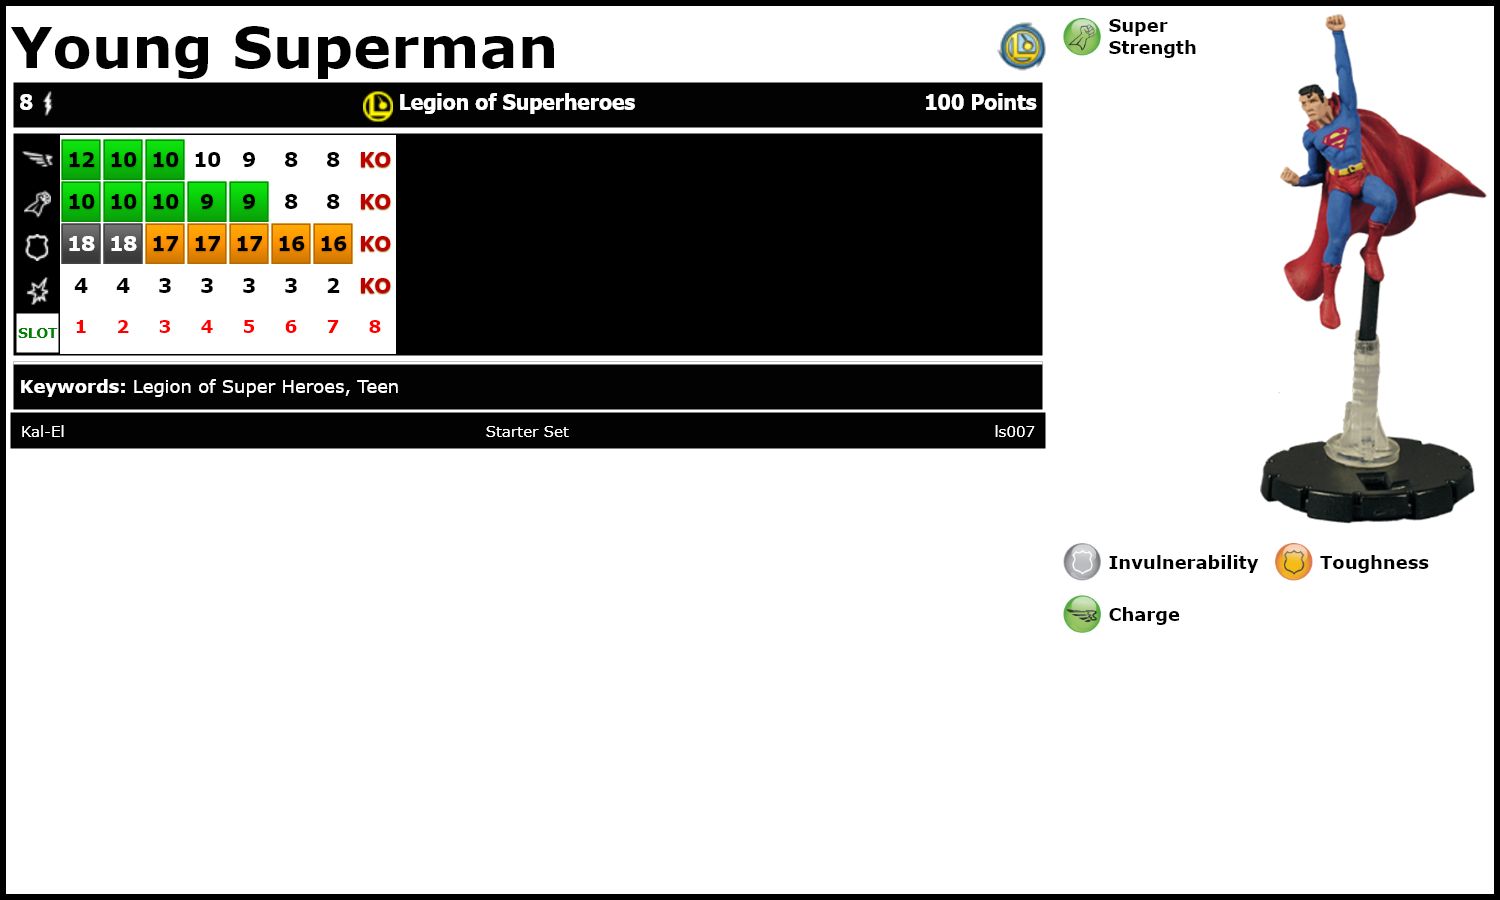 Young Superman
8 Legion of Superheroes 100 Points
12 10 10 10 9 8 8 KO
10 10 10 9 9 8 8 KO
18 18 17 17 17 16 16 KO
4 4 3 3 3 3 2 KO
SLOT 1 2 3 4 5 6 7 8
Keywords: Legion of Super Heroes, Teen
Kal-El Starter Set ls007
Super
Strength
Invulnerability Toughness
Charge